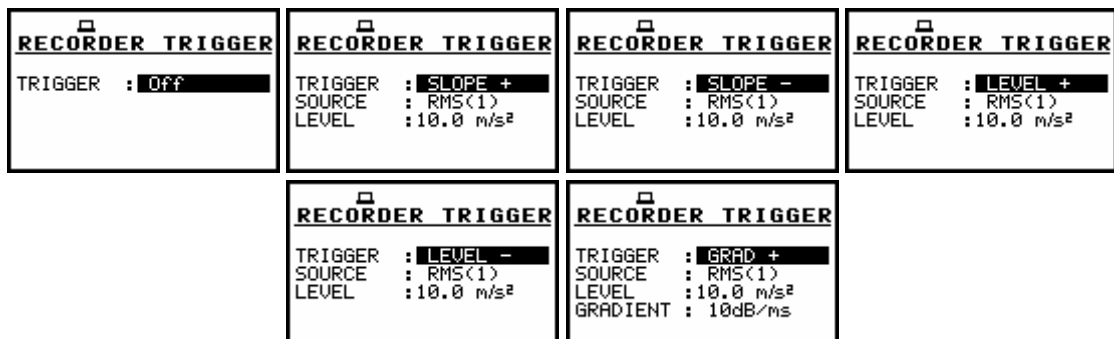 RECORDER TRIGGER
TRIGGER : Off
RECORDER TRIGGER
TRIGGER : SLOPE +
SOURCE : RMS(1)
LEVEL :10.0 m/s²
RECORDER TRIGGER
TRIGGER : SLOPE -
SOURCE : RMS(1)
LEVEL :10.0 m/s²
RECORDER TRIGGER
TRIGGER : LEVEL +
SOURCE : RMS(1)
LEVEL :10.0 m/s²
RECORDER TRIGGER
TRIGGER : LEVEL -
SOURCE : RMS(1)
LEVEL :10.0 m/s²
RECORDER TRIGGER
TRIGGER : GRAD +
SOURCE : RMS(1)
LEVEL :10.0 m/s²
GRADIENT : 10dB/ms